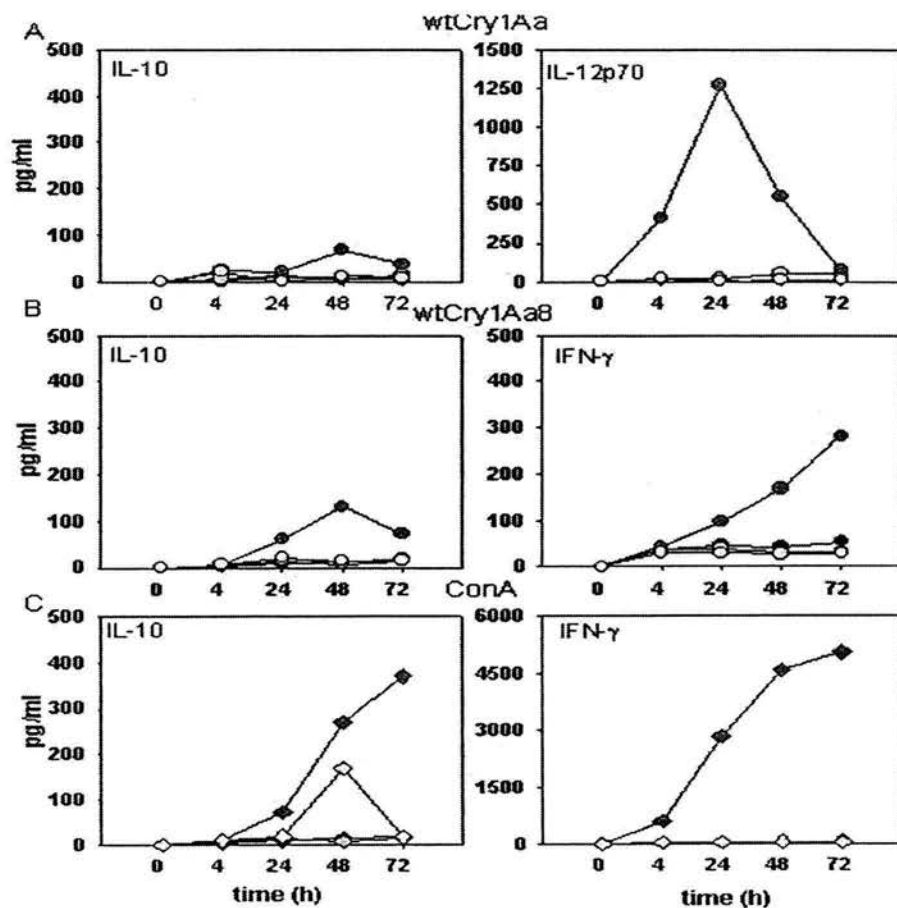 A
wtCry1Aa
500
400
300
200
100
0
pg/ml
IL-10
0 4 24 48 72
1500
1250
1000
750
500
250
0
IL-12p70
0 4 24 48 72
B
wtCry1Aa8
500
400
300
200
100
0
pg/ml
IL-10
0 4 24 48 72
500
400
300
200
100
0
IFN-γ
0 4 24 48 72
C
ConA
500
400
300
200
100
0
pg/ml
IL-10
0 4 24 48 72
time (h)
6000
4500
3000
1500
0
IFN-γ
0 4 24 48 72
time (h)